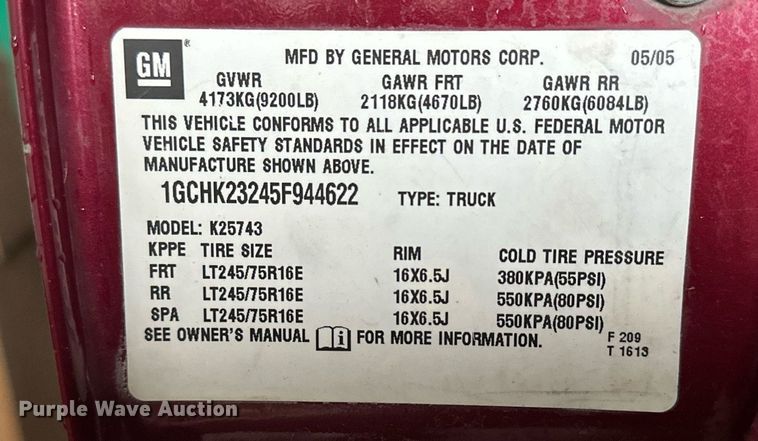 GM
MFD BY GENERAL MOTORS CORP. 05/05
GVWR GAWR FRT GAWR RR
4173KG(9200LB) 2118KG(4670LB) 2760KG(6084LB)
THIS VEHICLE CONFORMS TO ALL APPLICABLE U.S. FEDERAL MOTOR
VEHICLE SAFETY STANDARDS IN EFFECT ON THE DATE OF
MANUFACTURE SHOWN ABOVE.
1GCHK23245F944622 TYPE: TRUCK
MODEL: K25743
KPPE TIRE SIZE RIM COLD TIRE PRESSURE
FRT LT245/75R16E 16X6.5J 380KPA(55PSI)
RR LT245/75R16E 16X6.5J 550KPA(80PSI)
SPA LT245/75R16E 16X6.5J 550KPA(80PSI)
SEE OWNER'S MANUAL i FOR MORE INFORMATION.
F 209
T 1613
Purple Wave Auction